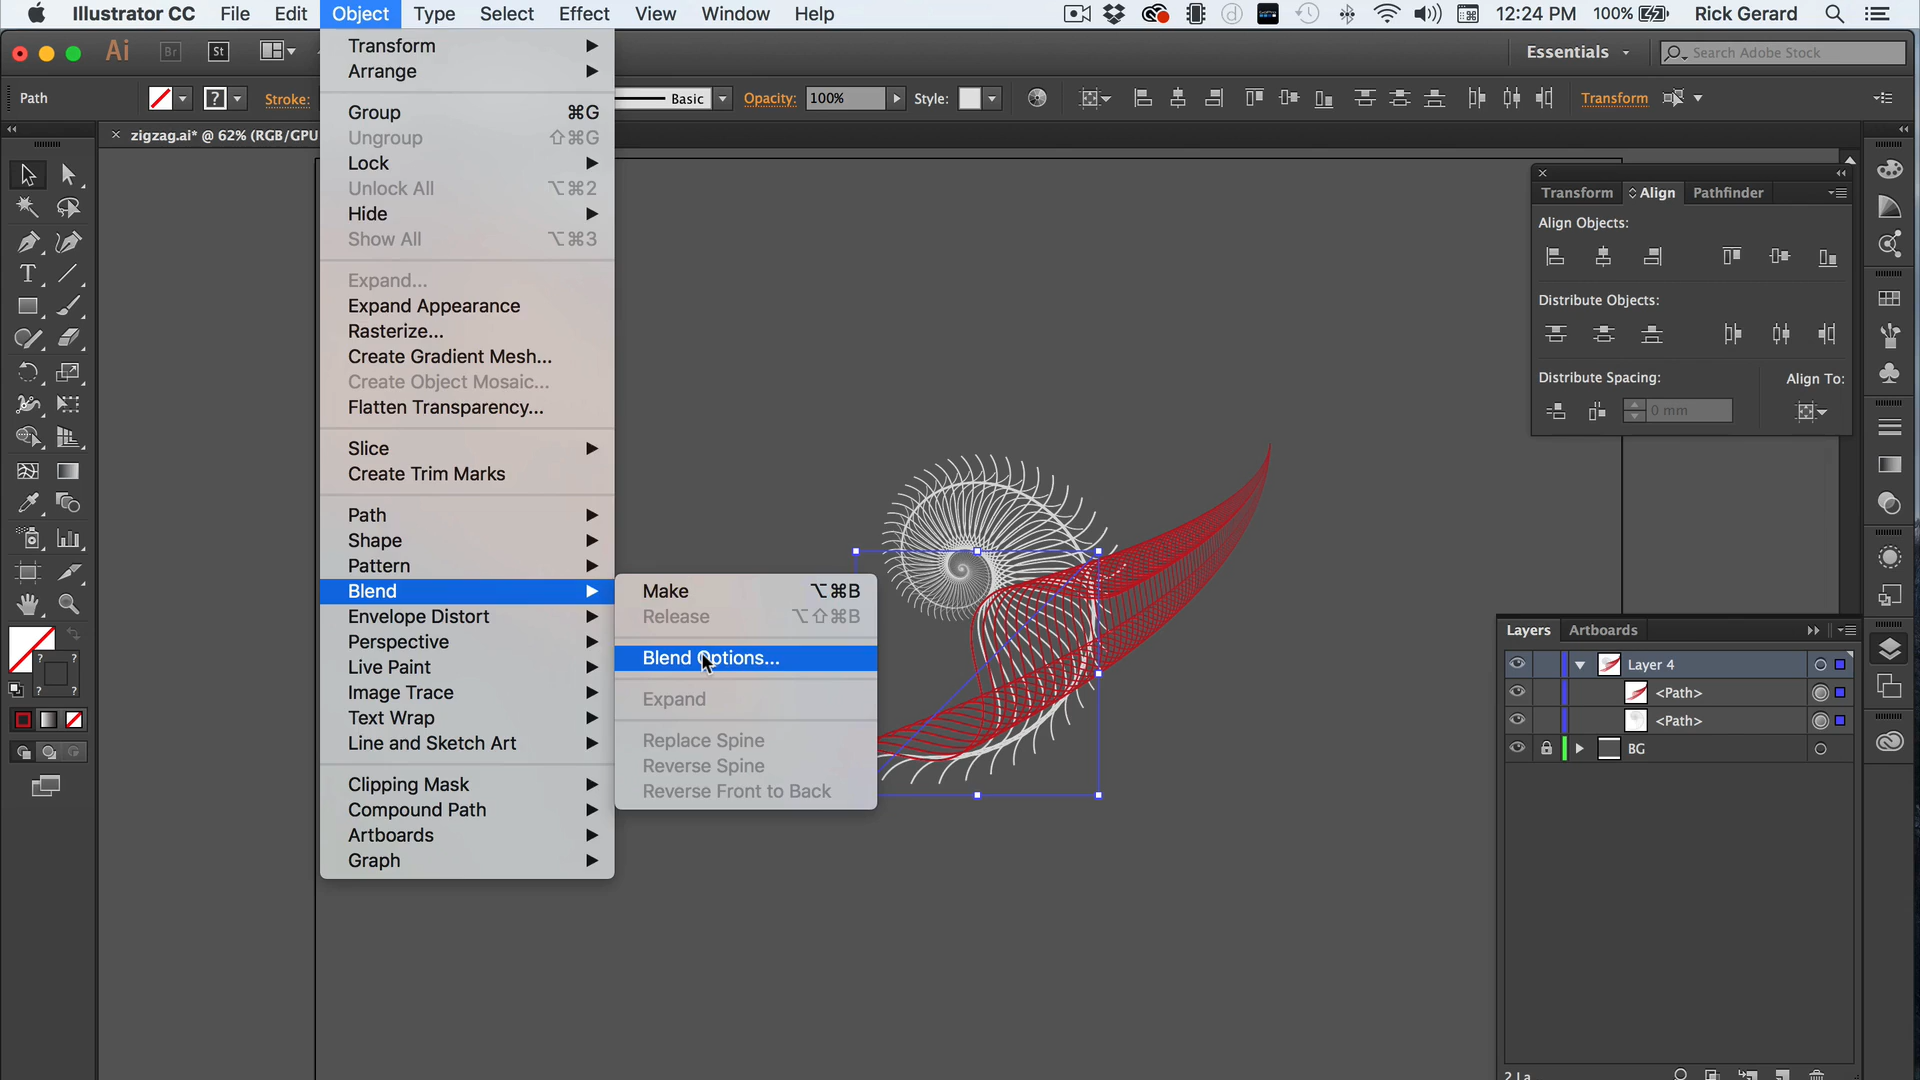 Illustrator CC File Edit Object Type Select Effect View Window Help 12:24 PM 100% Rick Gerard
Ai Br St Essentials Search Adobe Stock
Path ? Stroke: Basic Opacity: 100% Style: Transform
× zigzag.ai* @ 62% (RGB/GPU
Transform
Arrange
Group ⌘G
Ungroup ⇧⌘G
Lock
Unlock All ⌥⌘2
Hide
Show All ⌥⌘3
Expand...
Expand Appearance
Rasterize...
Create Gradient Mesh...
Create Object Mosaic...
Flatten Transparency...
Slice
Create Trim Marks
Path
Shape
Pattern
Blend
Envelope Distort
Perspective
Live Paint
Image Trace
Text Wrap
Line and Sketch Art
Clipping Mask
Compound Path
Artboards
Graph
Make ⌥⌘B
Release ⌥⇧⌘B
Blend Options...
Expand
Replace Spine
Reverse Spine
Reverse Front to Back
Transform Align Pathfinder
Align Objects:
Distribute Objects:
Distribute Spacing: Align To:
0 mm
Layers Artboards
Layer 4
<Path>
<Path>
BG
2 La